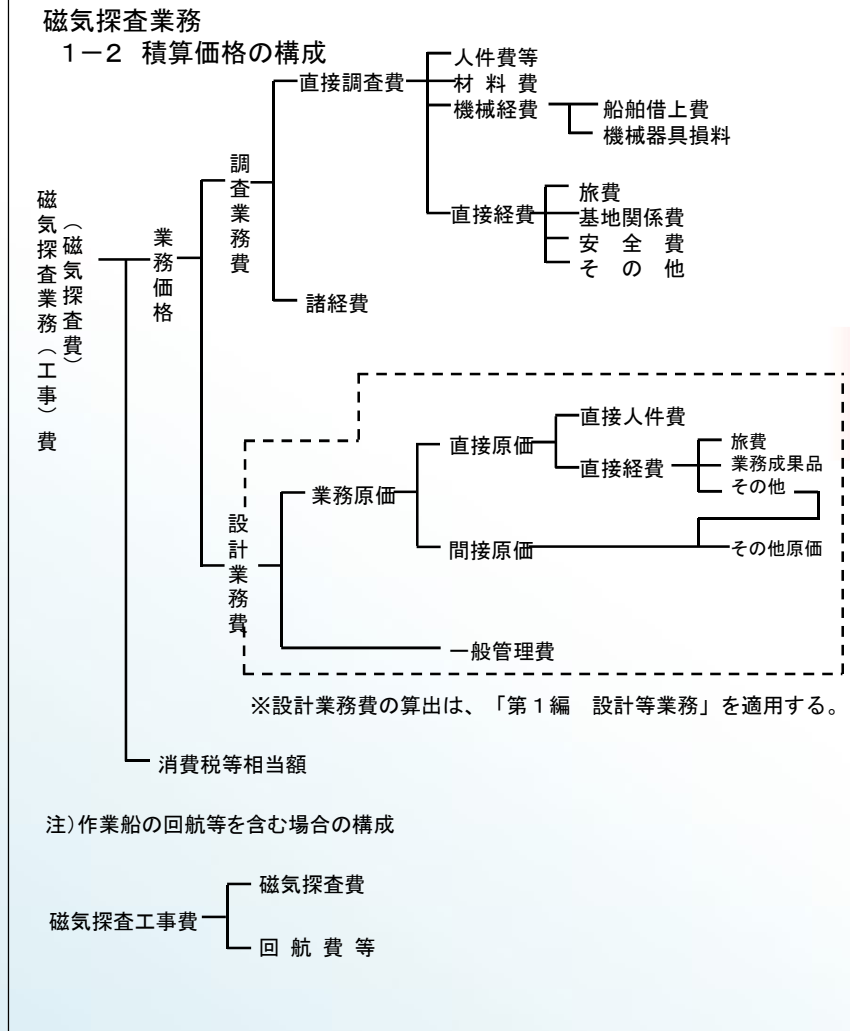 磁気探査業務
1－2 積算価格の構成
磁気探査業務（工事）費
（磁気探査費）
業務価格
調査業務費
直接調査費
人件費等
材料費
機械経費
船舶借上費
機械器具損料
直接経費
旅費
基地関係費
安全費
その他
諸経費
設計業務費
業務原価
直接原価
直接人件費
直接経費
旅費
業務成果品
その他
間接原価
その他原価
一般管理費
※設計業務費の算出は、「第1編　設計等業務」を適用する。
消費税等相当額
注）作業船の回航等を含む場合の構成
磁気探査工事費
磁気探査費
回航費等